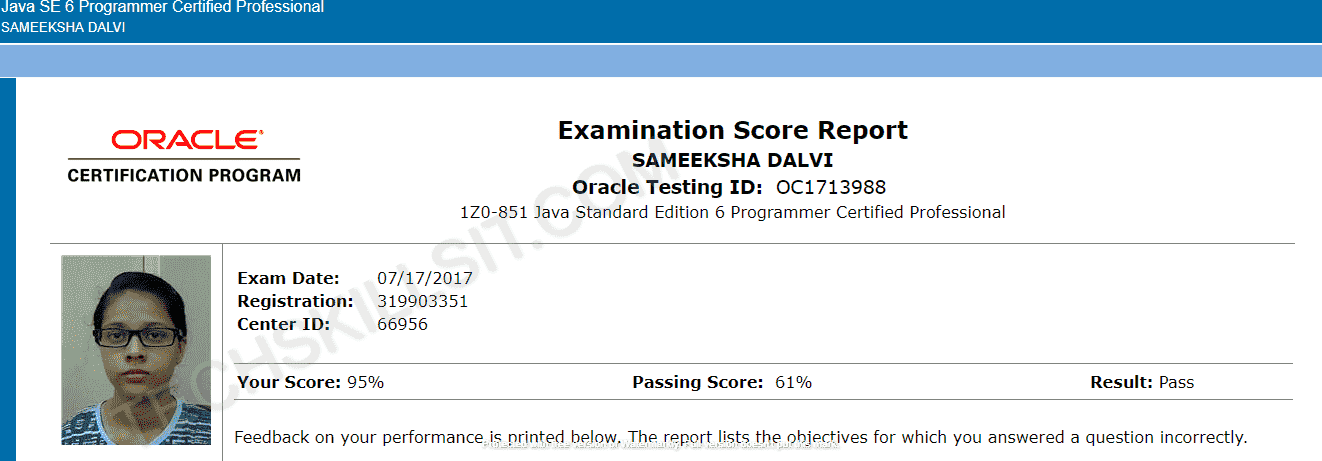 Java SE 6 Programmer Certified Professional
SAMEEKSHA DALVI
ORACLE
CERTIFICATION PROGRAM
Examination Score Report
SAMEEKSHA DALVI
Oracle Testing ID: OC1713988
1Z0-851 Java Standard Edition 6 Programmer Certified Professional
TECHSKILLSIT.COM
Exam Date: 07/17/2017
Registration: 319903351
Center ID: 66956
Your Score: 95% Passing Score: 61% Result: Pass
Feedback on your performance is printed below. The report lists the objectives for which you answered a question incorrectly.